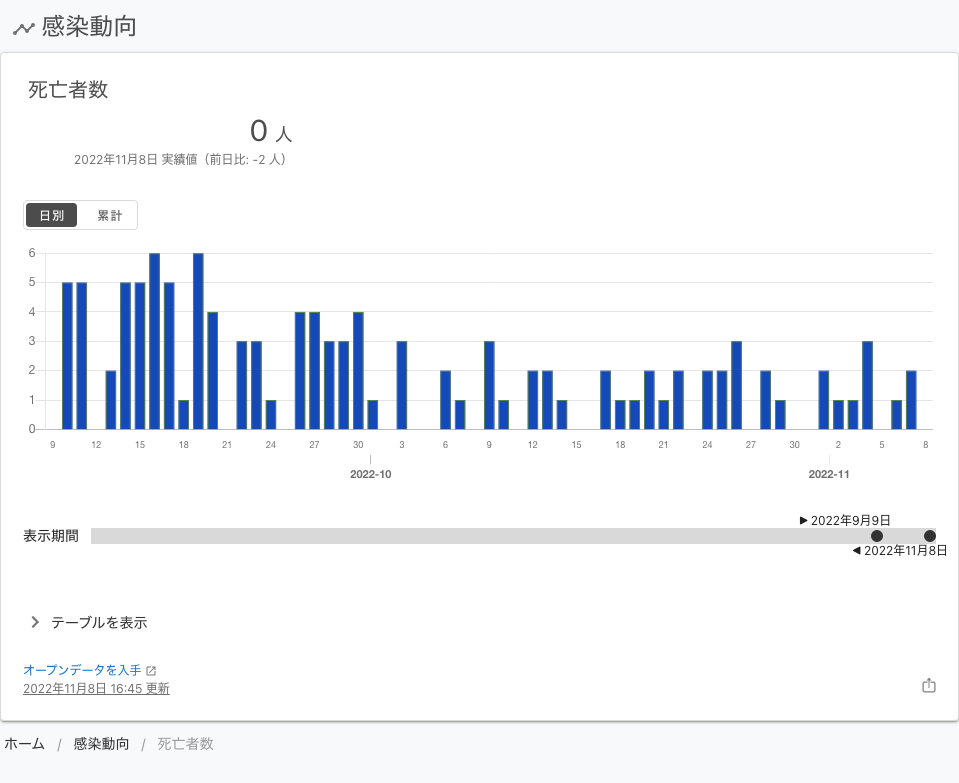 感染動向
死亡者数
0 人
2022年11月8日 実績値（前日比: -2 人）
日別 累計
6
5
4
3
2
1
0
9 12 15 18 21 24 27 30 3 6 9 12 15 18 21 24 27 30 2 5 8
2022-10 2022-11
2022年9月9日
表示期間
2022年11月8日
テーブルを表示
オープンデータを入手
2022年11月8日 16:45 更新
ホーム / 感染動向 / 死亡者数